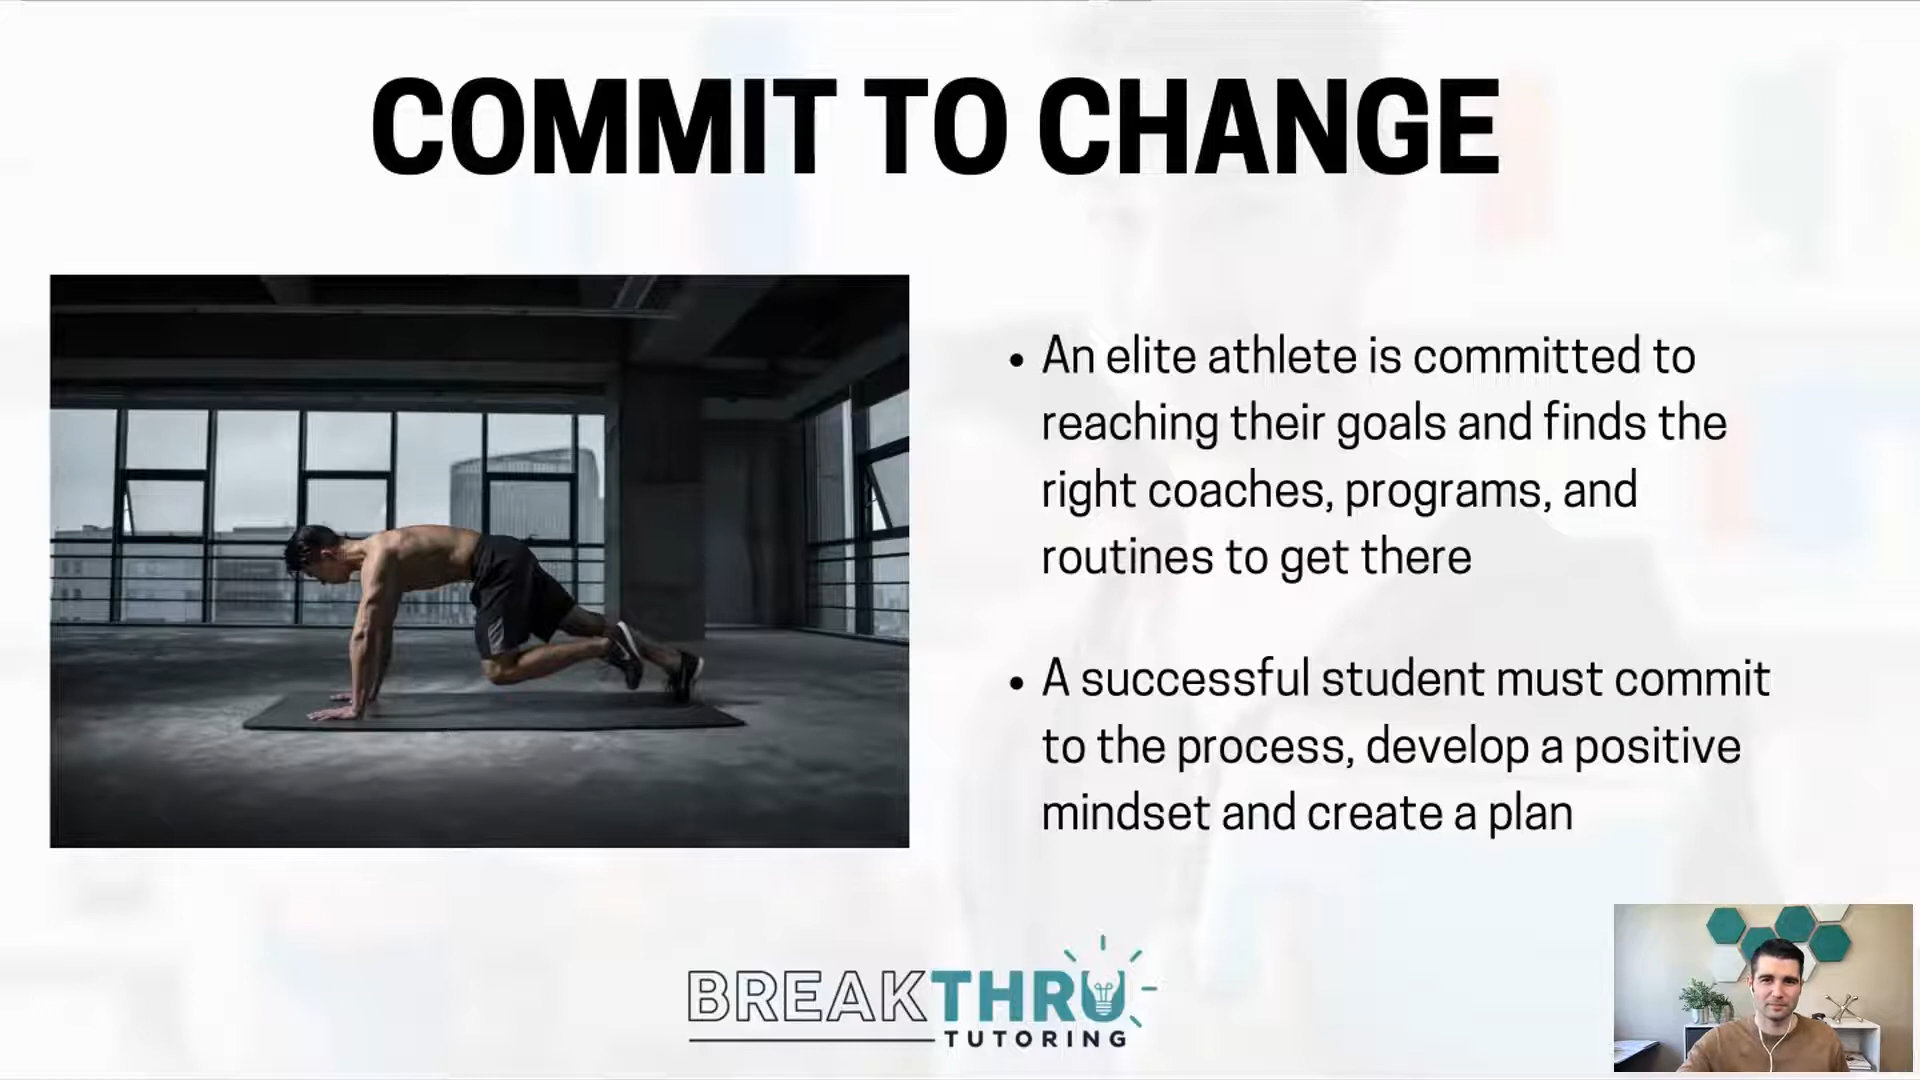 COMMIT TO CHANGE
• An elite athlete is committed to
reaching their goals and finds the
right coaches, programs, and
routines to get there
• A successful student must commit
to the process, develop a positive
mindset and create a plan
BREAKTHRU
TUTORING